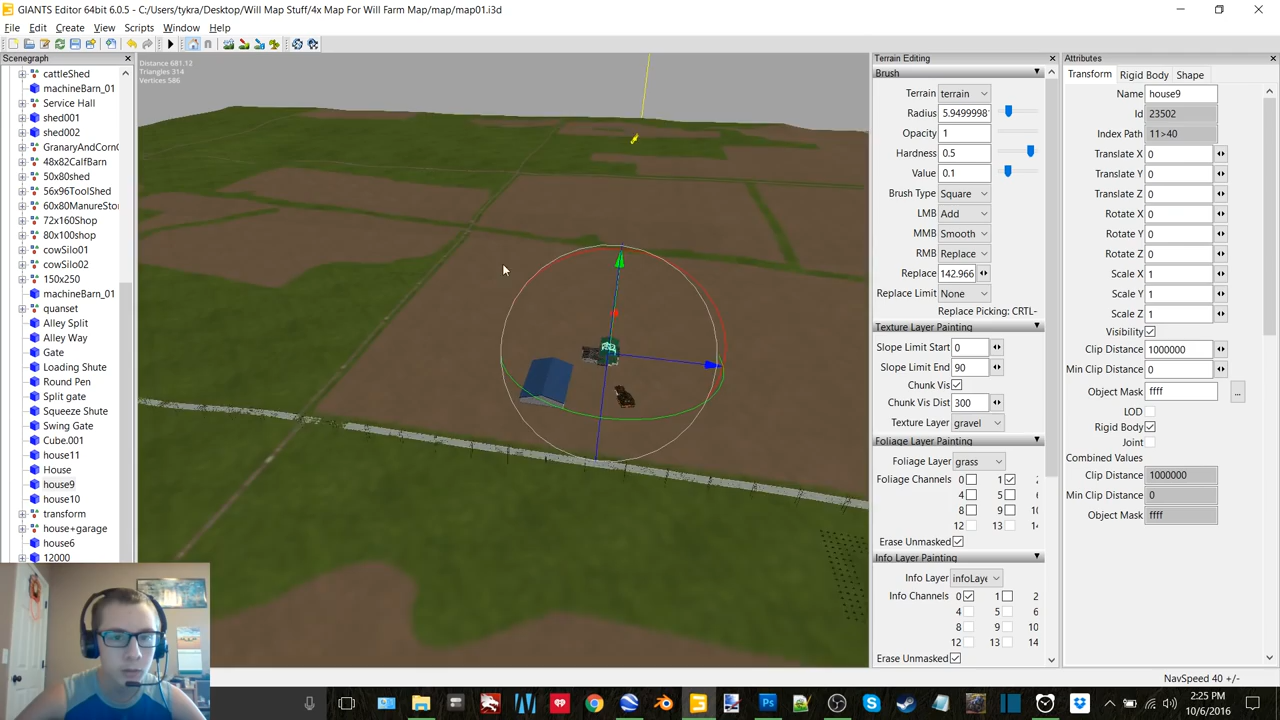 GIANTS Editor 64bit 6.0.5 - C:/Users/tykra/Desktop/Will Map Stuff/4x Map For Will Farm Map/map/map01.i3d
File Edit Create View Scripts Window Help
Scenegraph
cattleShed
machineBarn_01
Service Hall
shed001
shed002
GranaryAndCornC
48x82CalfBarn
50x80shed
56x96ToolShed
60x80ManureStor
72x160Shop
80x100shop
cowSilo01
cowSilo02
150x250
machineBarn_01
quanset
Alley Split
Alley Way
Gate
Loading Shute
Round Pen
Split gate
Squeeze Shute
Swing Gate
Cube.001
house11
House
house9
house10
transform
house+garage
house6
12000
Distance 681.12
Triangles 314
Vertices 586
Terrain Editing
Brush
Terrain terrain
Radius 5.9499998
Opacity 1
Hardness 0.5
Value 0.1
Brush Type Square
LMB Add
MMB Smooth
RMB Replace
Replace 142.966
Replace Limit None
Replace Picking: CRTL-
Texture Layer Painting
Slope Limit Start 0
Slope Limit End 90
Chunk Vis
Chunk Vis Dist 300
Texture Layer gravel
Foliage Layer Painting
Foliage Layer grass
Foliage Channels 0 1 2
4 5 6
8 9 10
12 13 14
Erase Unmasked
Info Layer Painting
Info Layer infoLaye
Info Channels 0 1 2
4 5 6
8 9 10
12 13 14
Erase Unmasked
Attributes
Transform Rigid Body Shape
Name house9
Id 23502
Index Path 11>40
Translate X 0
Translate Y 0
Translate Z 0
Rotate X 0
Rotate Y 0
Rotate Z 0
Scale X 1
Scale Y 1
Scale Z 1
Visibility
Clip Distance 1000000
Min Clip Distance 0
Object Mask ffff ...
LOD
Rigid Body
Joint
Combined Values
Clip Distance 1000000
Min Clip Distance 0
Object Mask ffff
NavSpeed 40 +/-
2:25 PM
10/6/2016